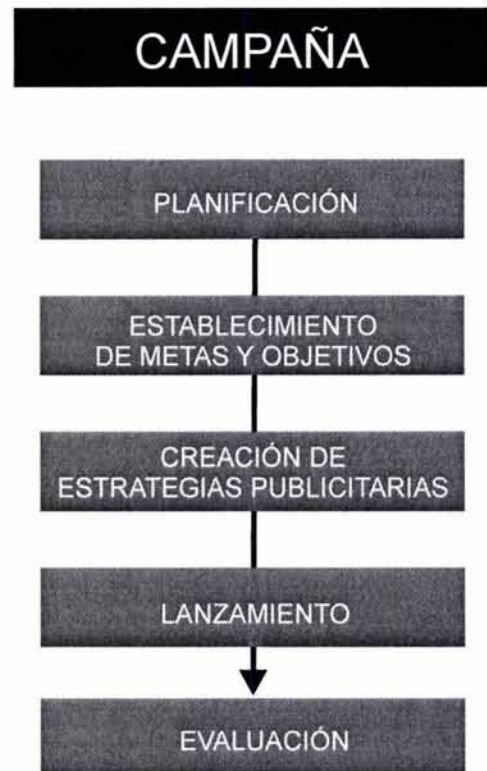 CAMPAÑA
PLANIFICACIÓN
ESTABLECIMIENTO
DE METAS Y OBJETIVOS
CREACIÓN DE
ESTRATEGIAS PUBLICITARIAS
LANZAMIENTO
EVALUACIÓN